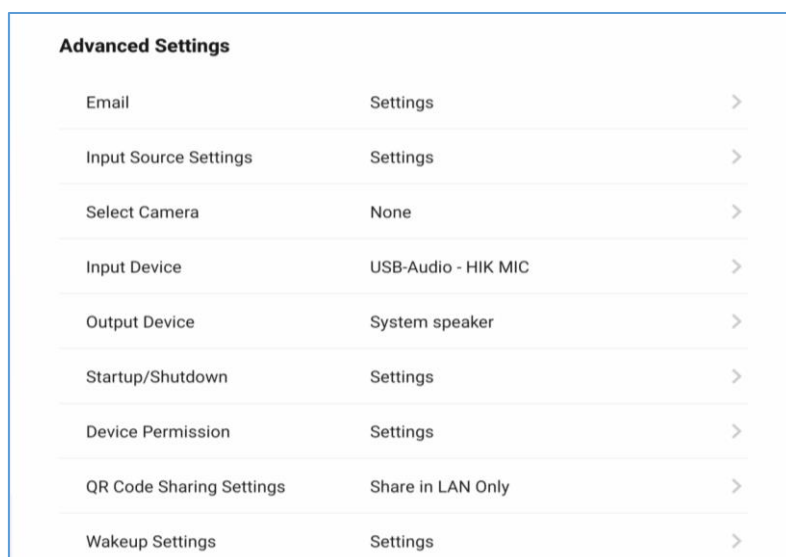 Advanced Settings
Email Settings
Input Source Settings Settings
Select Camera None
Input Device USB-Audio - HIK MIC
Output Device System speaker
Startup/Shutdown Settings
Device Permission Settings
QR Code Sharing Settings Share in LAN Only
Wakeup Settings Settings